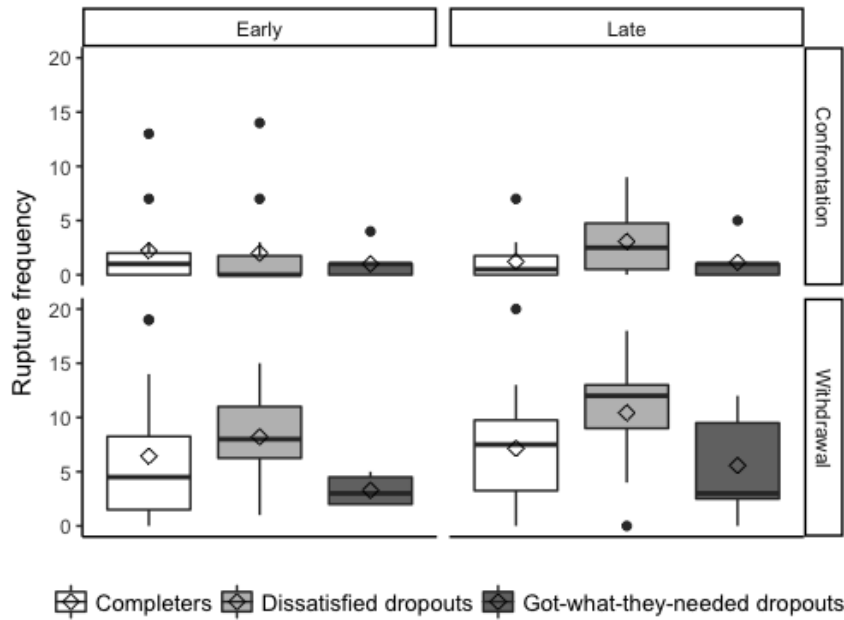 Early
Late
20
15
10
5
0
Confrontation
Rupture frequency
20
15
10
5
0
Withdrawal
Completers
Dissatisfied dropouts
Got-what-they-needed dropouts